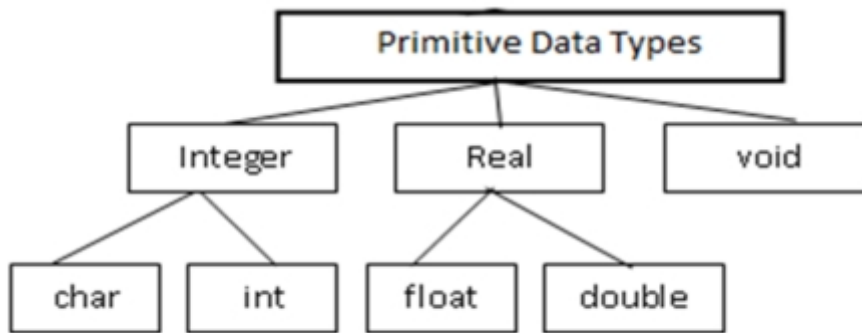 Primitive Data Types
Integer Real void
char int float double